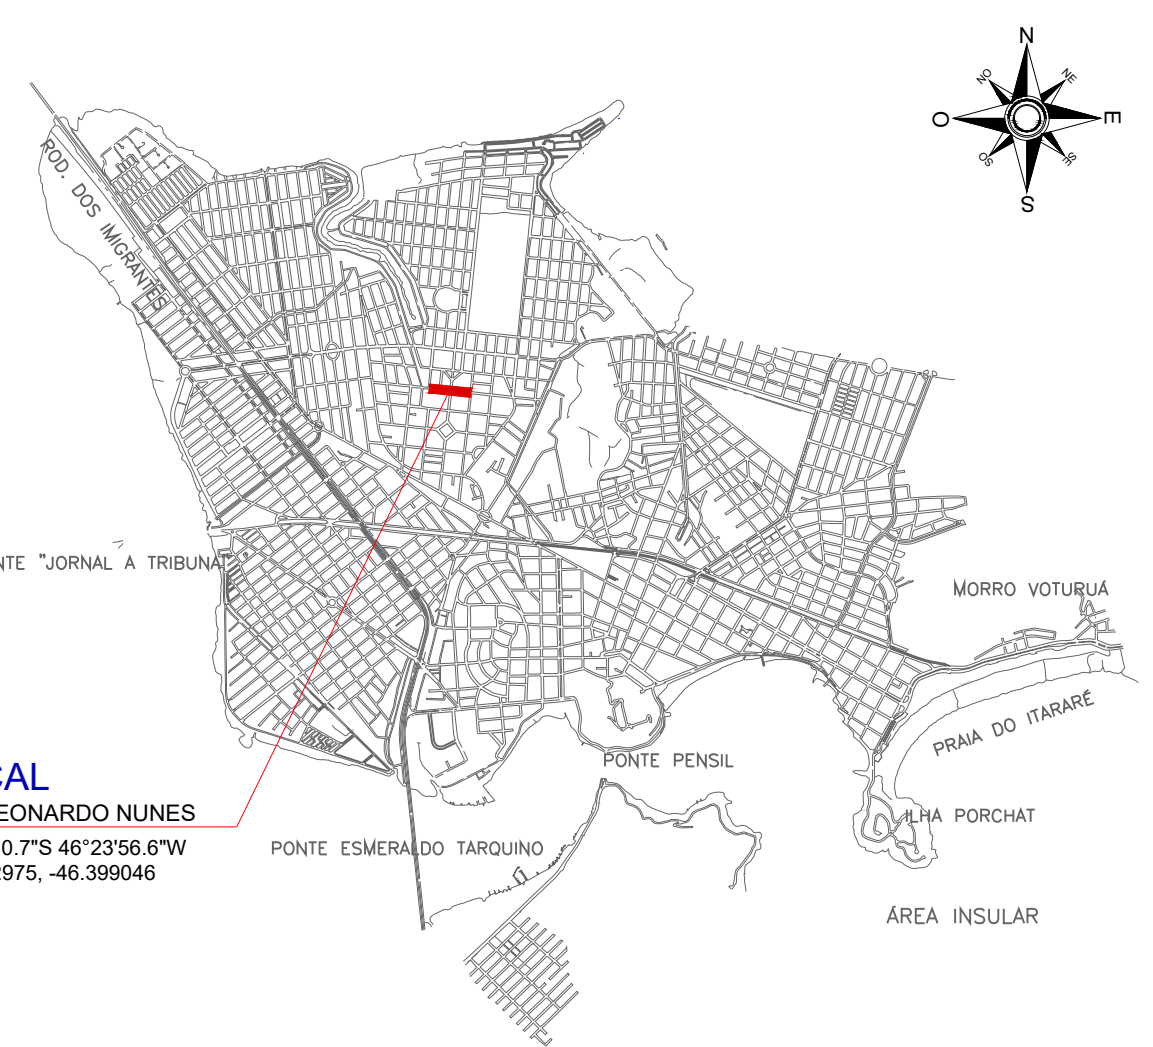 N
NO
NE
O
E
OS
SE
S
ROD. DOS IMIGRANTES
NTE "JORNAL A TRIBUNA"
MORRO VOTURUÁ
PRAIA DO ITARARÉ
PONTE PENSIL
CAL
EONARDO NUNES
0.7"S 46°23'56.6"W
2975, -46.399046
PONTE ESMERALDO TARQUINO
ILHA PORCHAT
ÁREA INSULAR